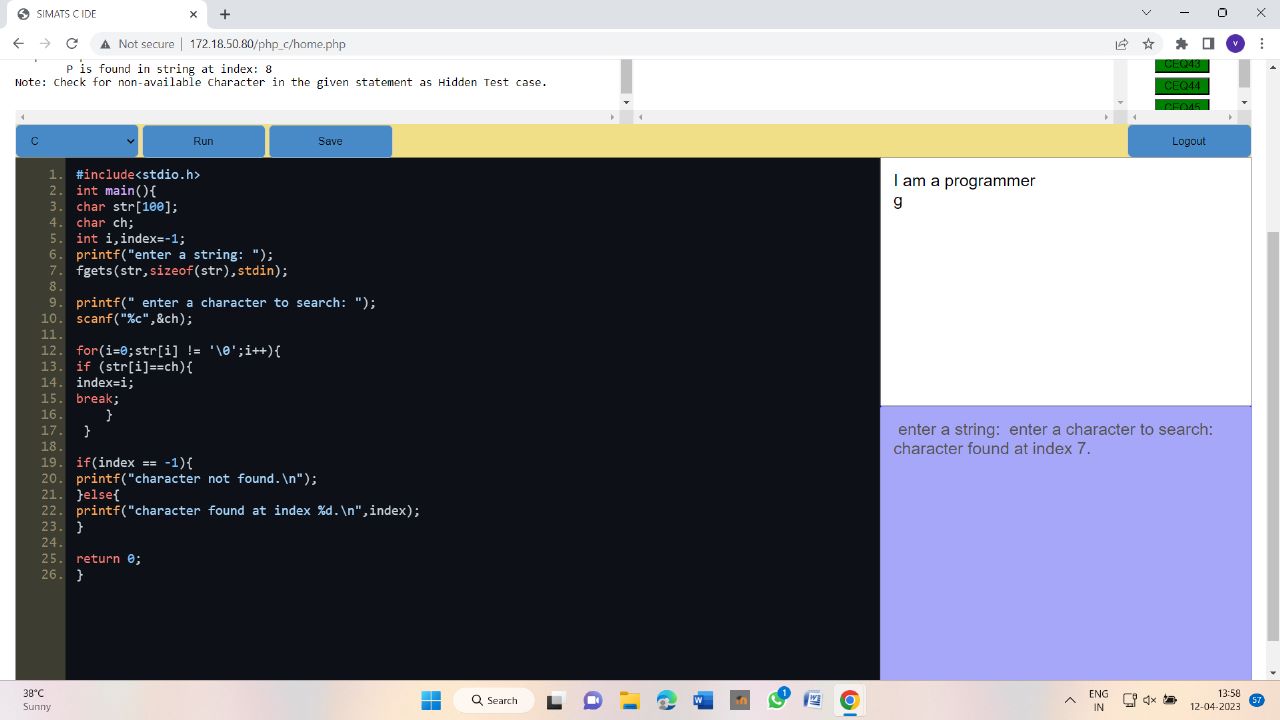 SIMATS C IDE
Not secure | 172.18.50.80/php_c/home.php
V
P is found in string at index: 8
Note: Check for non-available character in the given statement as Hidden Test case.
CEQ43
CEQ44
CEQ45
C
Run
Save
Logout
1. #include<stdio.h>
2. int main(){
3. char str[100];
4. char ch;
5. int i,index=-1;
6. printf("enter a string: ");
7. fgets(str,sizeof(str),stdin);
8.
9. printf(" enter a character to search: ");
10. scanf("%c",&ch);
11.
12. for(i=0;str[i] != '\0';i++){
13. if (str[i]==ch){
14. index=i;
15. break;
16. }
17. }
18.
19. if(index == -1){
20. printf("character not found.\n");
21. }else{
22. printf("character found at index %d.\n",index);
23. }
24.
25. return 0;
26. }
I am a programmer
g
enter a string:  enter a character to search:
character found at index 7.
38°C
Sunny
Search
1
ENG
IN
13:58
12-04-2023
57